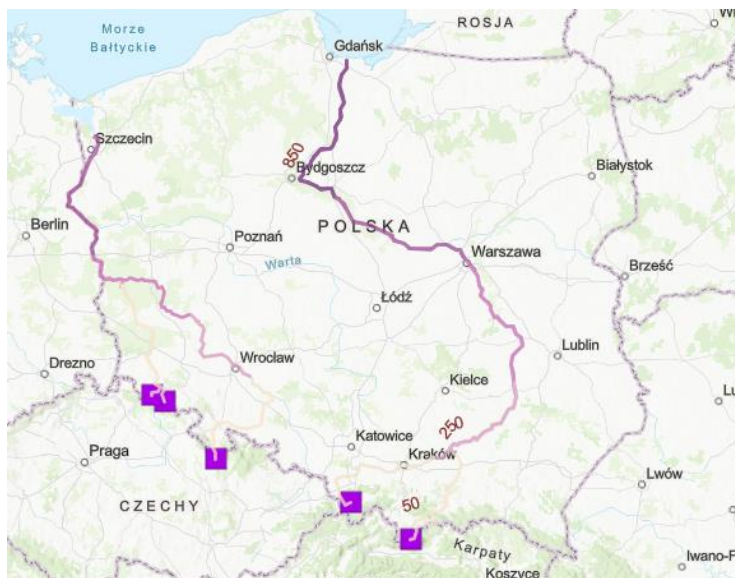 Morze
Bałtyckie
Gdańsk
ROSJA
Szczecin
850
Bydgoszcz
Białystok
Berlin
POLSKA
Poznań
Warta
Warszawa
Brześć
Łódź
Drezno
Wrocław
Lublin
Kielce
250
Praga
Katowice
Kraków
Lwów
CZECHY
50
Karpaty
Koszyce
Iwano-F